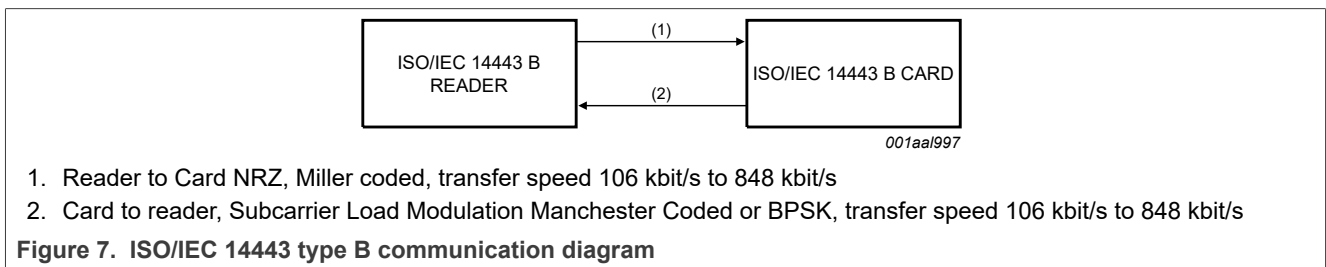 (1)
ISO/IEC 14443 B
READER
ISO/IEC 14443 B CARD
(2)
001aal997
1. Reader to Card NRZ, Miller coded, transfer speed 106 kbit/s to 848 kbit/s
2. Card to reader, Subcarrier Load Modulation Manchester Coded or BPSK, transfer speed 106 kbit/s to 848 kbit/s
Figure 7. ISO/IEC 14443 type B communication diagram